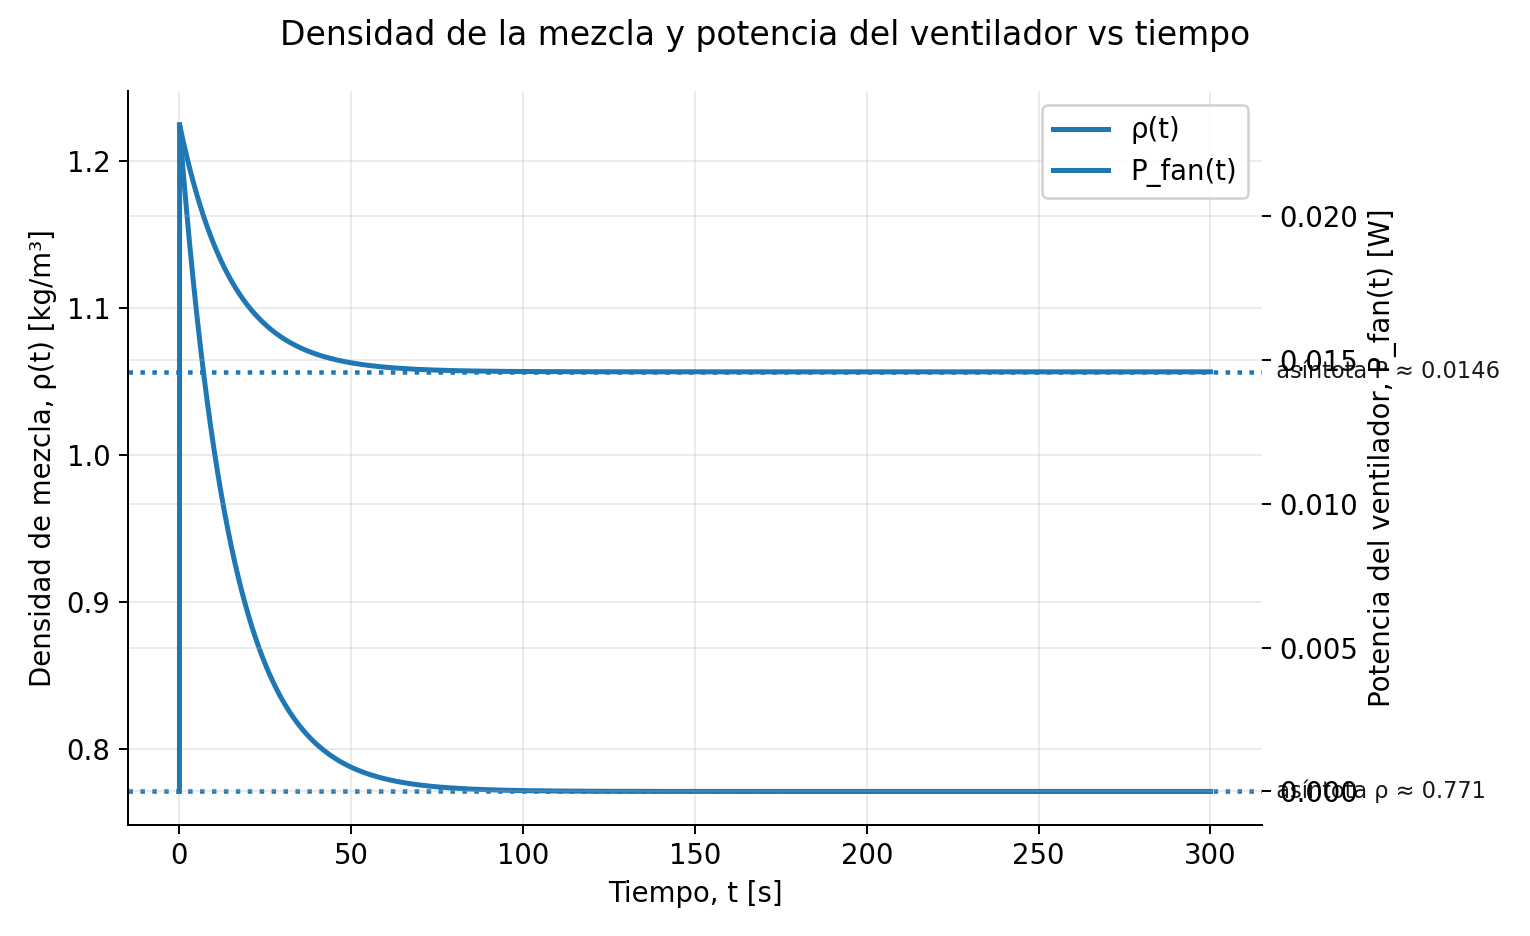 Densidad de la mezcla y potencia del ventilador vs tiempo
ρ(t)
P_fan(t)
Densidad de mezcla, ρ(t) [kg/m³]
1.2
1.1
1.0
0.9
0.8
0.020
0.015
0.010
0.005
0.000
Potencia del ventilador, P_fan(t) [W]
asíntota P ≈ 0.0146
asíntota ρ ≈ 0.771
0
50
100
150
200
250
300
Tiempo, t [s]